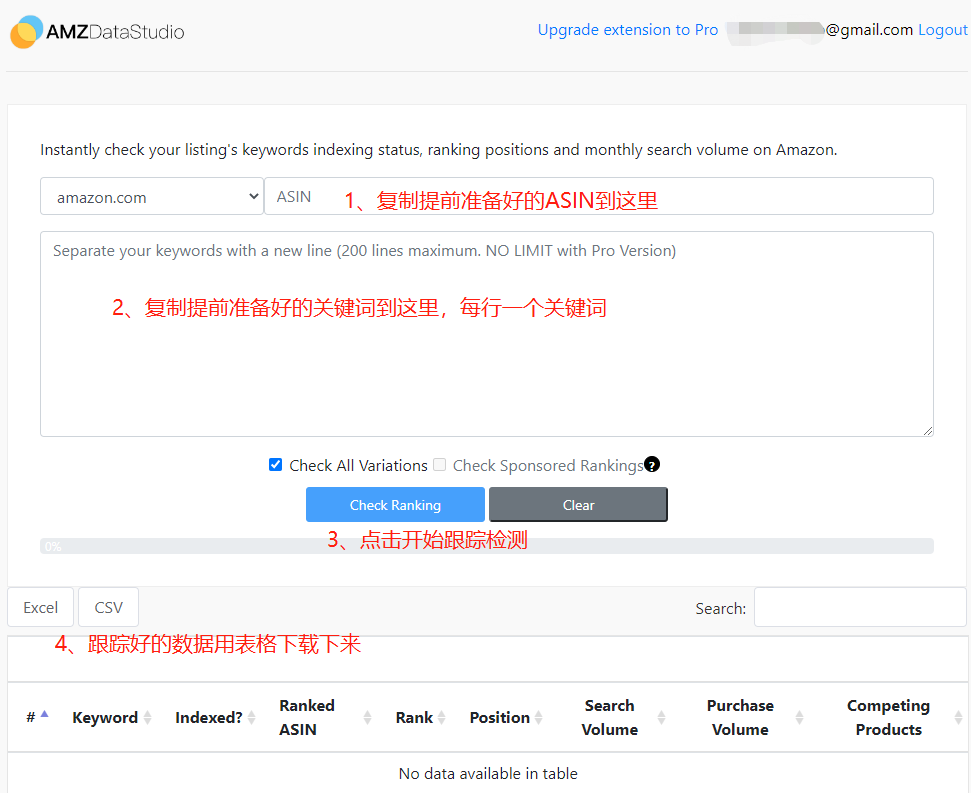 AMZDataStudio
Upgrade extension to Pro @gmail.com Logout
Instantly check your listing's keywords indexing status, ranking positions and monthly search volume on Amazon.
amazon.com ASIN 1、复制提前准备好的ASIN到这里
Separate your keywords with a new line (200 lines maximum. NO LIMIT with Pro Version)
2、复制提前准备好的关键词到这里，每行一个关键词
Check All Variations Check Sponsored Rankings ?
Check Ranking Clear
3、点击开始跟踪检测
0%
Excel CSV Search:
4、跟踪好的数据用表格下载下来
# Keyword Indexed? Ranked ASIN Rank Position Search Volume Purchase Volume Competing Products
No data available in table